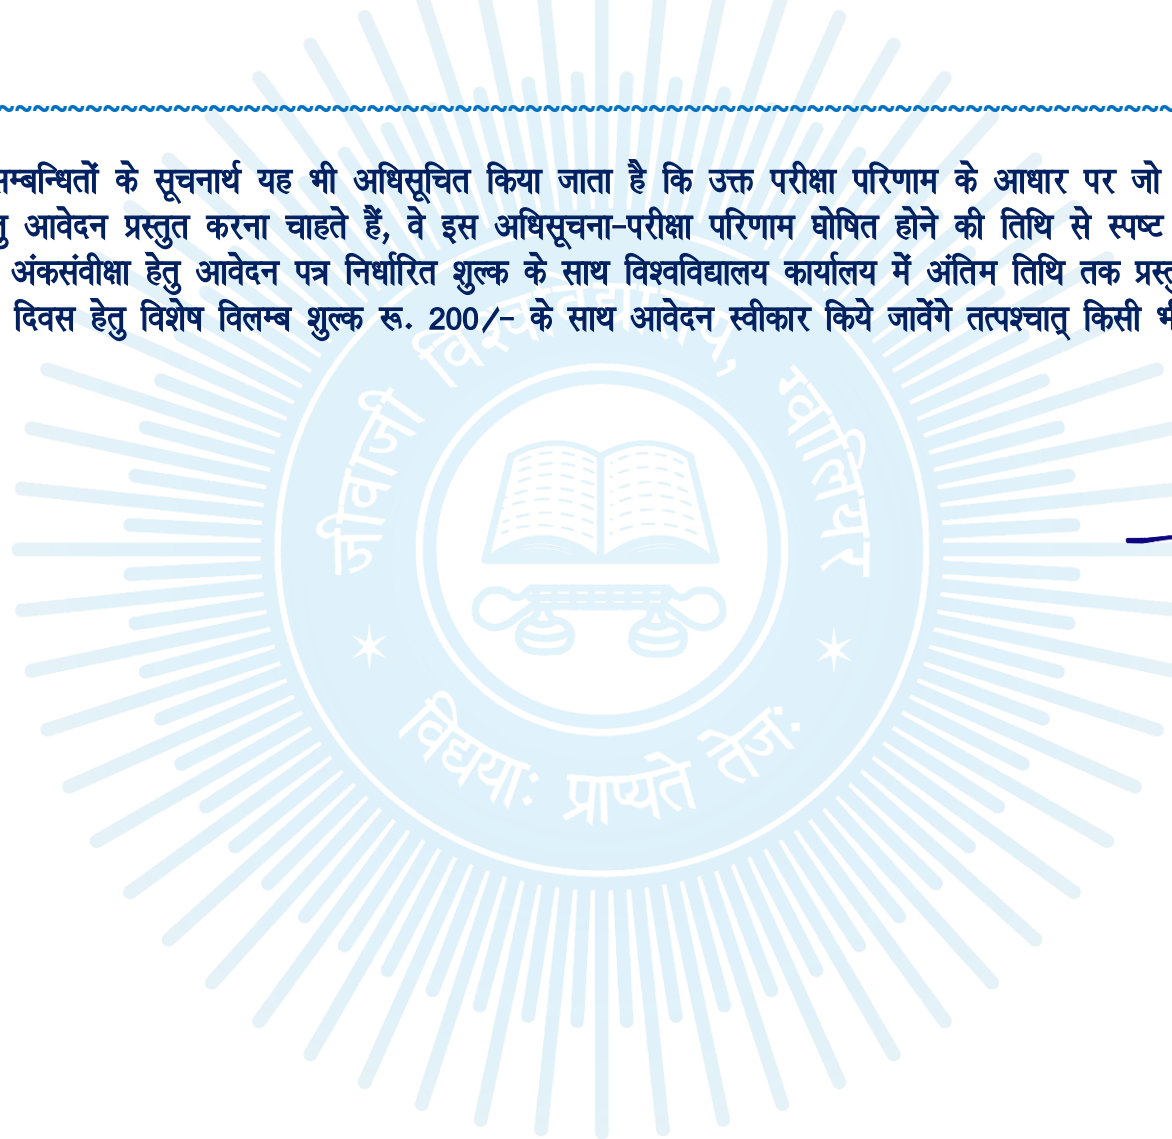 सम्बन्धितों के सूचनार्थ यह भी अधिसूचित किया जाता है कि उक्त परीक्षा परिणाम के आधार पर जो
आवेदन प्रस्तुत करना चाहते हैं, वे इस अधिसूचना-परीक्षा परिणाम घोषित होने की तिथि से स्पष्ट
अंकसंवीक्षा हेतु आवेदन पत्र निर्धारित शुल्क के साथ विश्वविद्यालय कार्यालय में अंतिम तिथि तक
दिवस हेतु विशेष विलम्ब शुल्क रू. 200/- के साथ आवेदन स्वीकार किये जावेंगे तत्पश्चात् किसी
जीवाजी विश्वविद्यालय, ग्वालियर
विद्यया: प्राप्यते तेज: